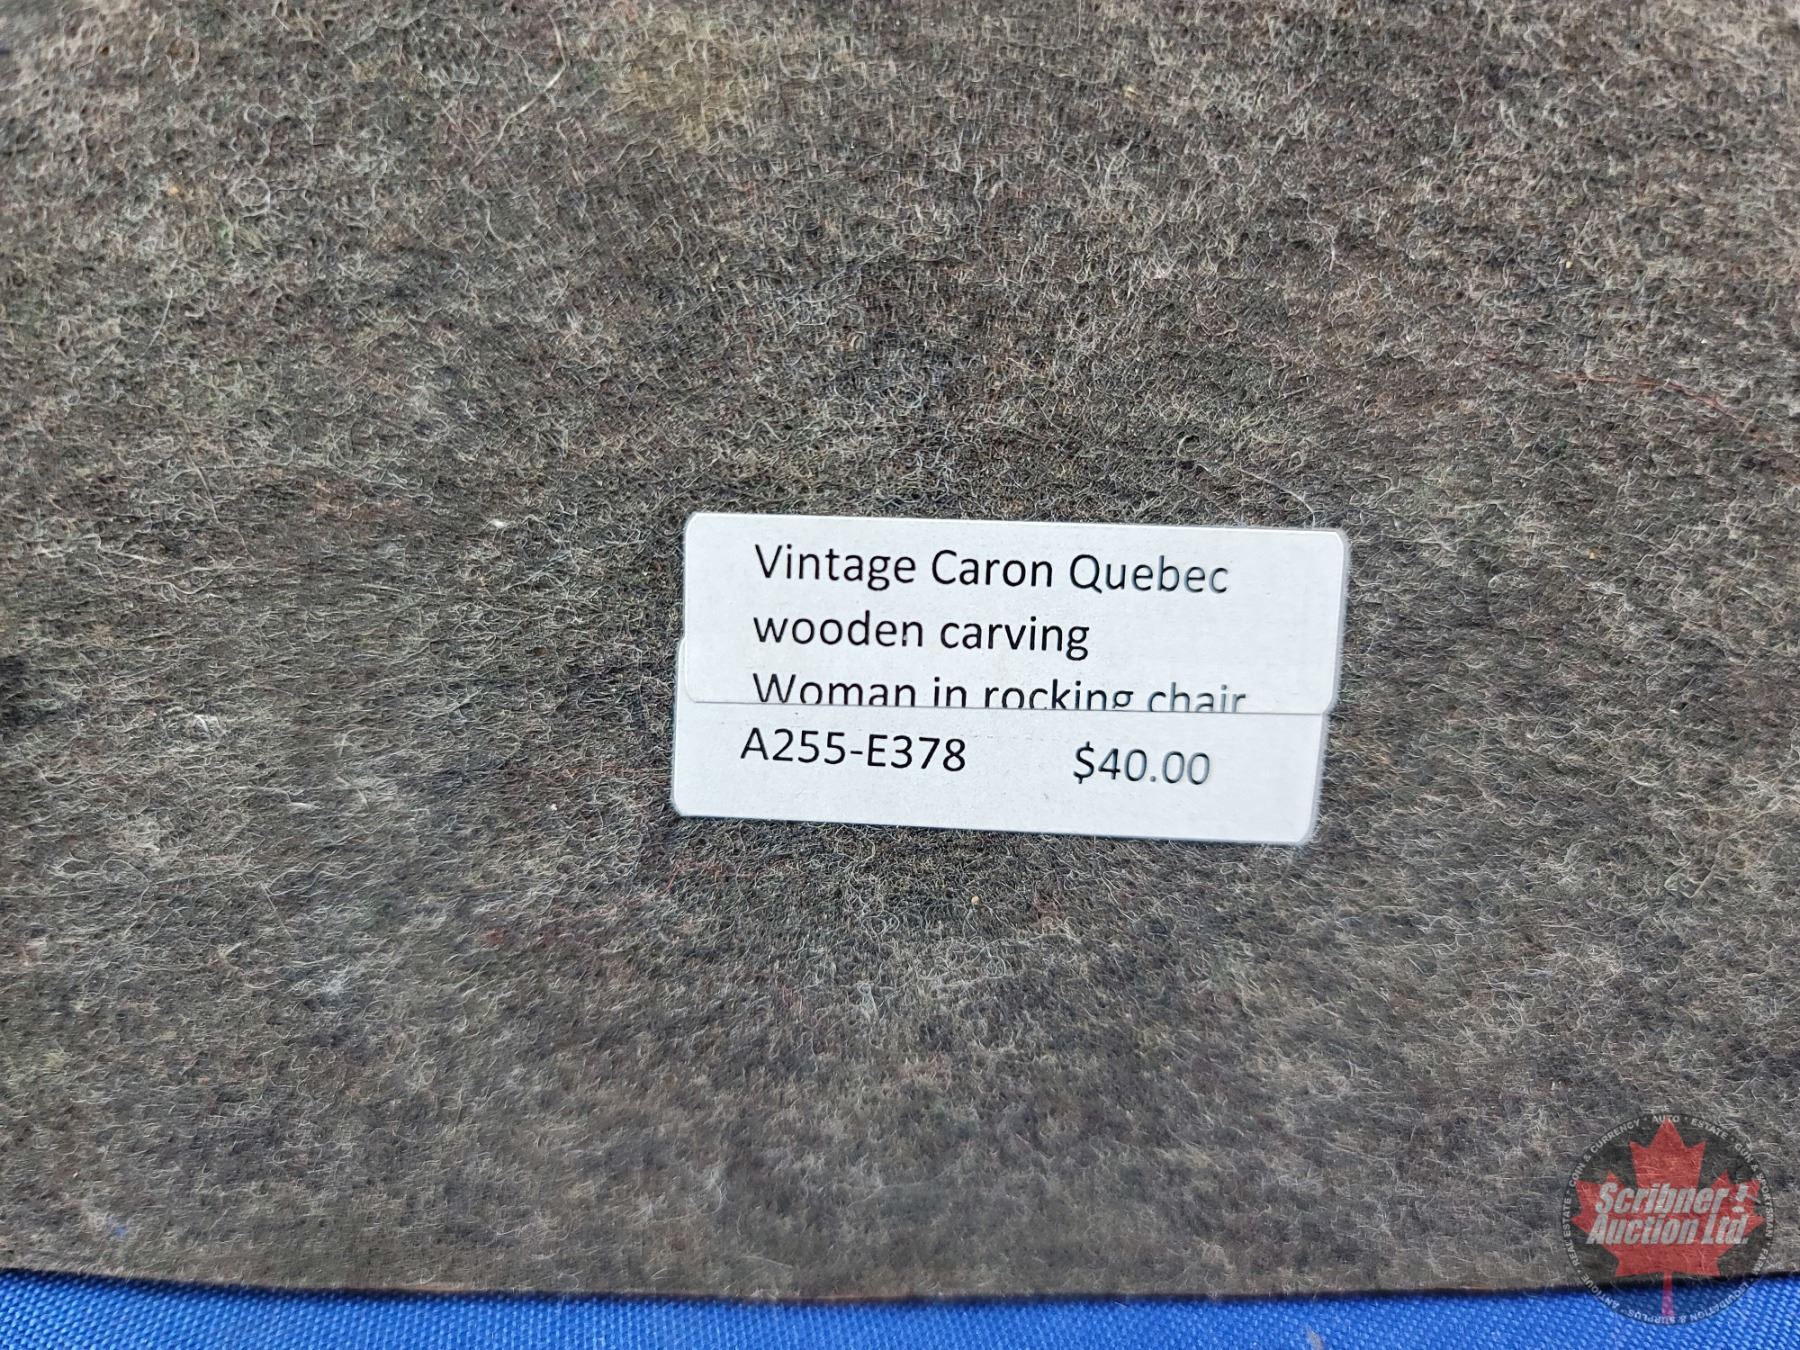 Vintage Caron Quebec
wooden carving
Woman in rocking chair
A255-E378 $40.00
Scribner
Auction Ltd.